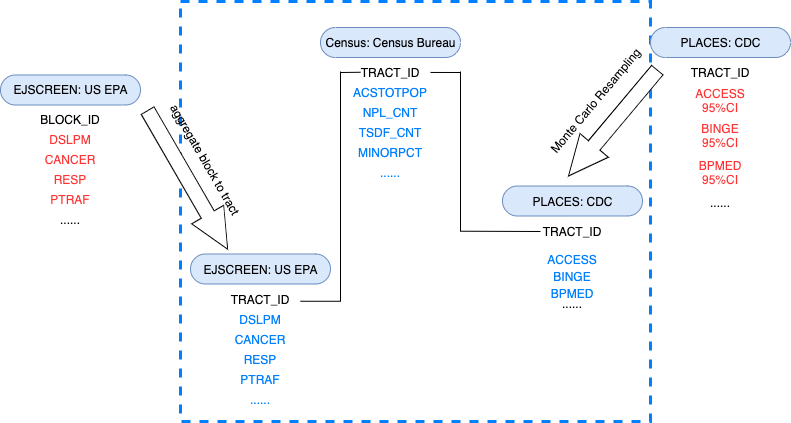 EJSCREEN: US EPA
BLOCK_ID
DSLPM
CANCER
RESP
PTRAF
......
aggregate block to tract
EJSCREEN: US EPA
TRACT_ID
DSLPM
CANCER
RESP
PTRAF
......
Census: Census Bureau
TRACT_ID
ACSTOTPOP
NPL_CNT
TSDF_CNT
MINORPCT
......
Monte Carlo Resampling
PLACES: CDC
TRACT_ID
ACCESS
BINGE
BPMED
......
PLACES: CDC
TRACT_ID
ACCESS
95%CI
BINGE
95%CI
BPMED
95%CI
......